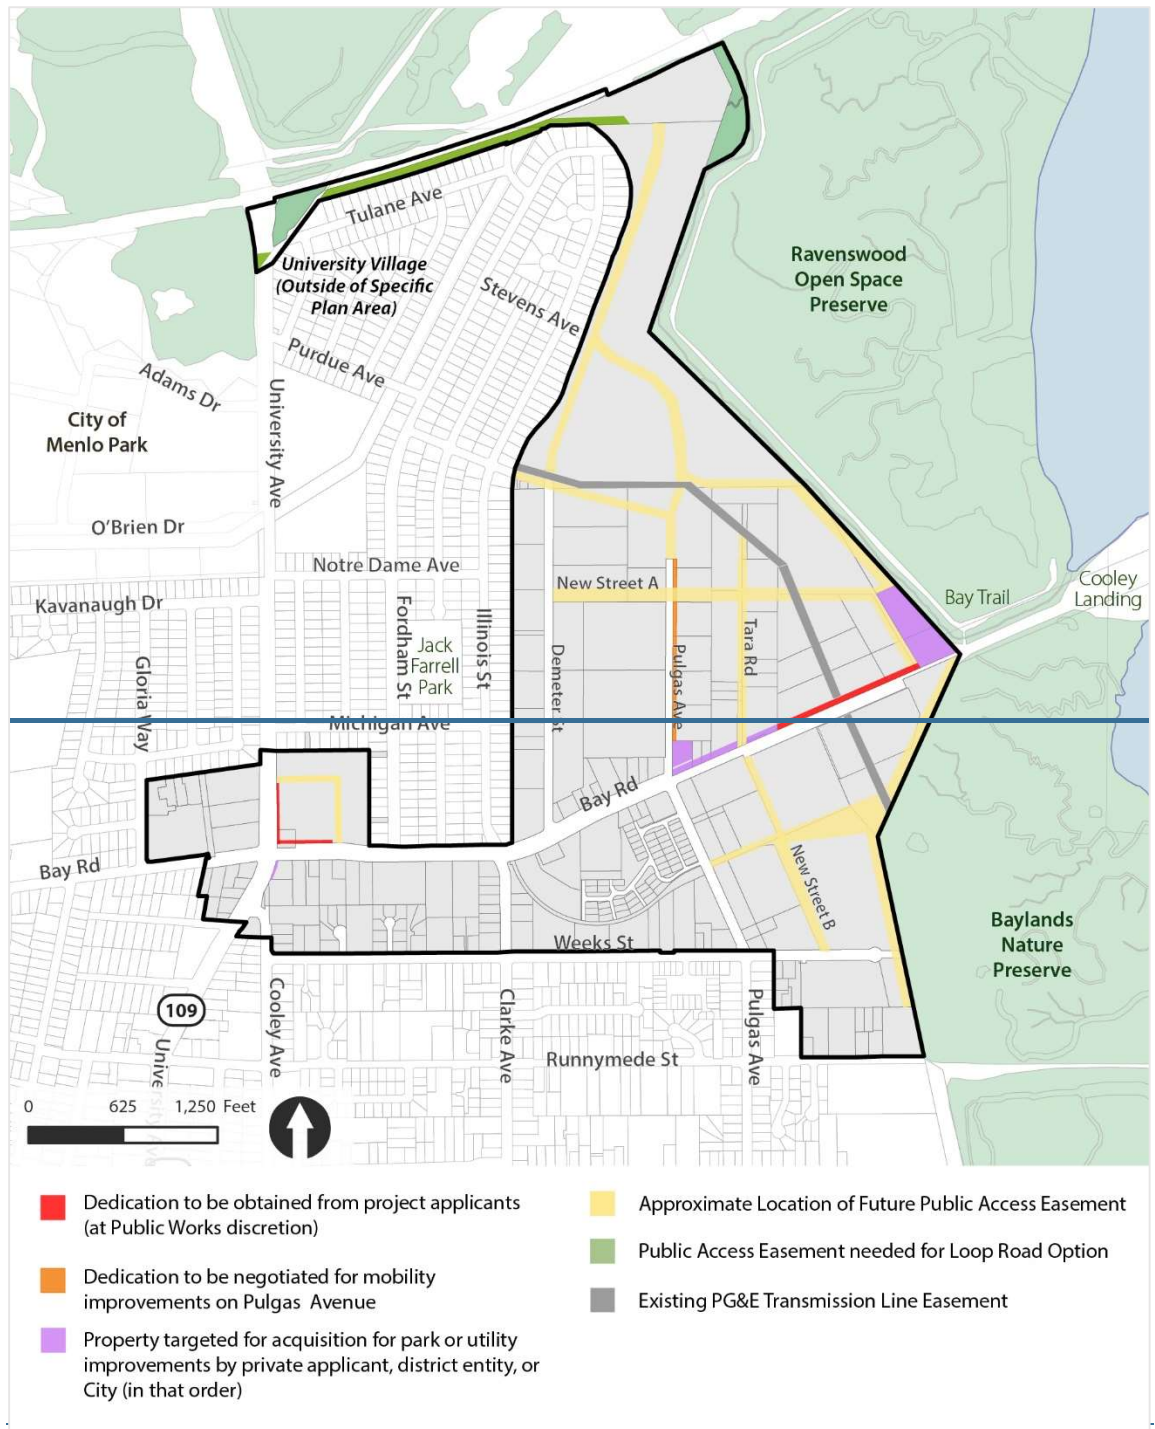 Tulane Ave
University Village
(Outside of Specific
Plan Area)
Stevens Ave
Purdue Ave
Ravenswood
Open Space
Preserve
Adams Dr
City of
Menlo Park
University Ave
O'Brien Dr
Notre Dame Ave
New Street A
Kavanaugh Dr
Bay Trail
Cooley
Landing
Gloria Way
Fordham St
Jack
Farrell
Park
Illinois St
Demeter St
Pulgas Ave
Tara Rd
Michigan Ave
Bay Rd
Bay Rd
New Street B
Weeks St
Baylands
Nature
Preserve
109
University Av
Cooley Ave
Clarke Ave
Pulgas Ave
Runnymede St
0 625 1,250 Feet
Dedication to be obtained from project applicants
(at Public Works discretion)
Dedication to be negotiated for mobility
improvements on Pulgas Avenue
Property targeted for acquisition for park or utility
improvements by private applicant, district entity, or
City (in that order)
Approximate Location of Future Public Access Easement
Public Access Easement needed for Loop Road Option
Existing PG&E Transmission Line Easement